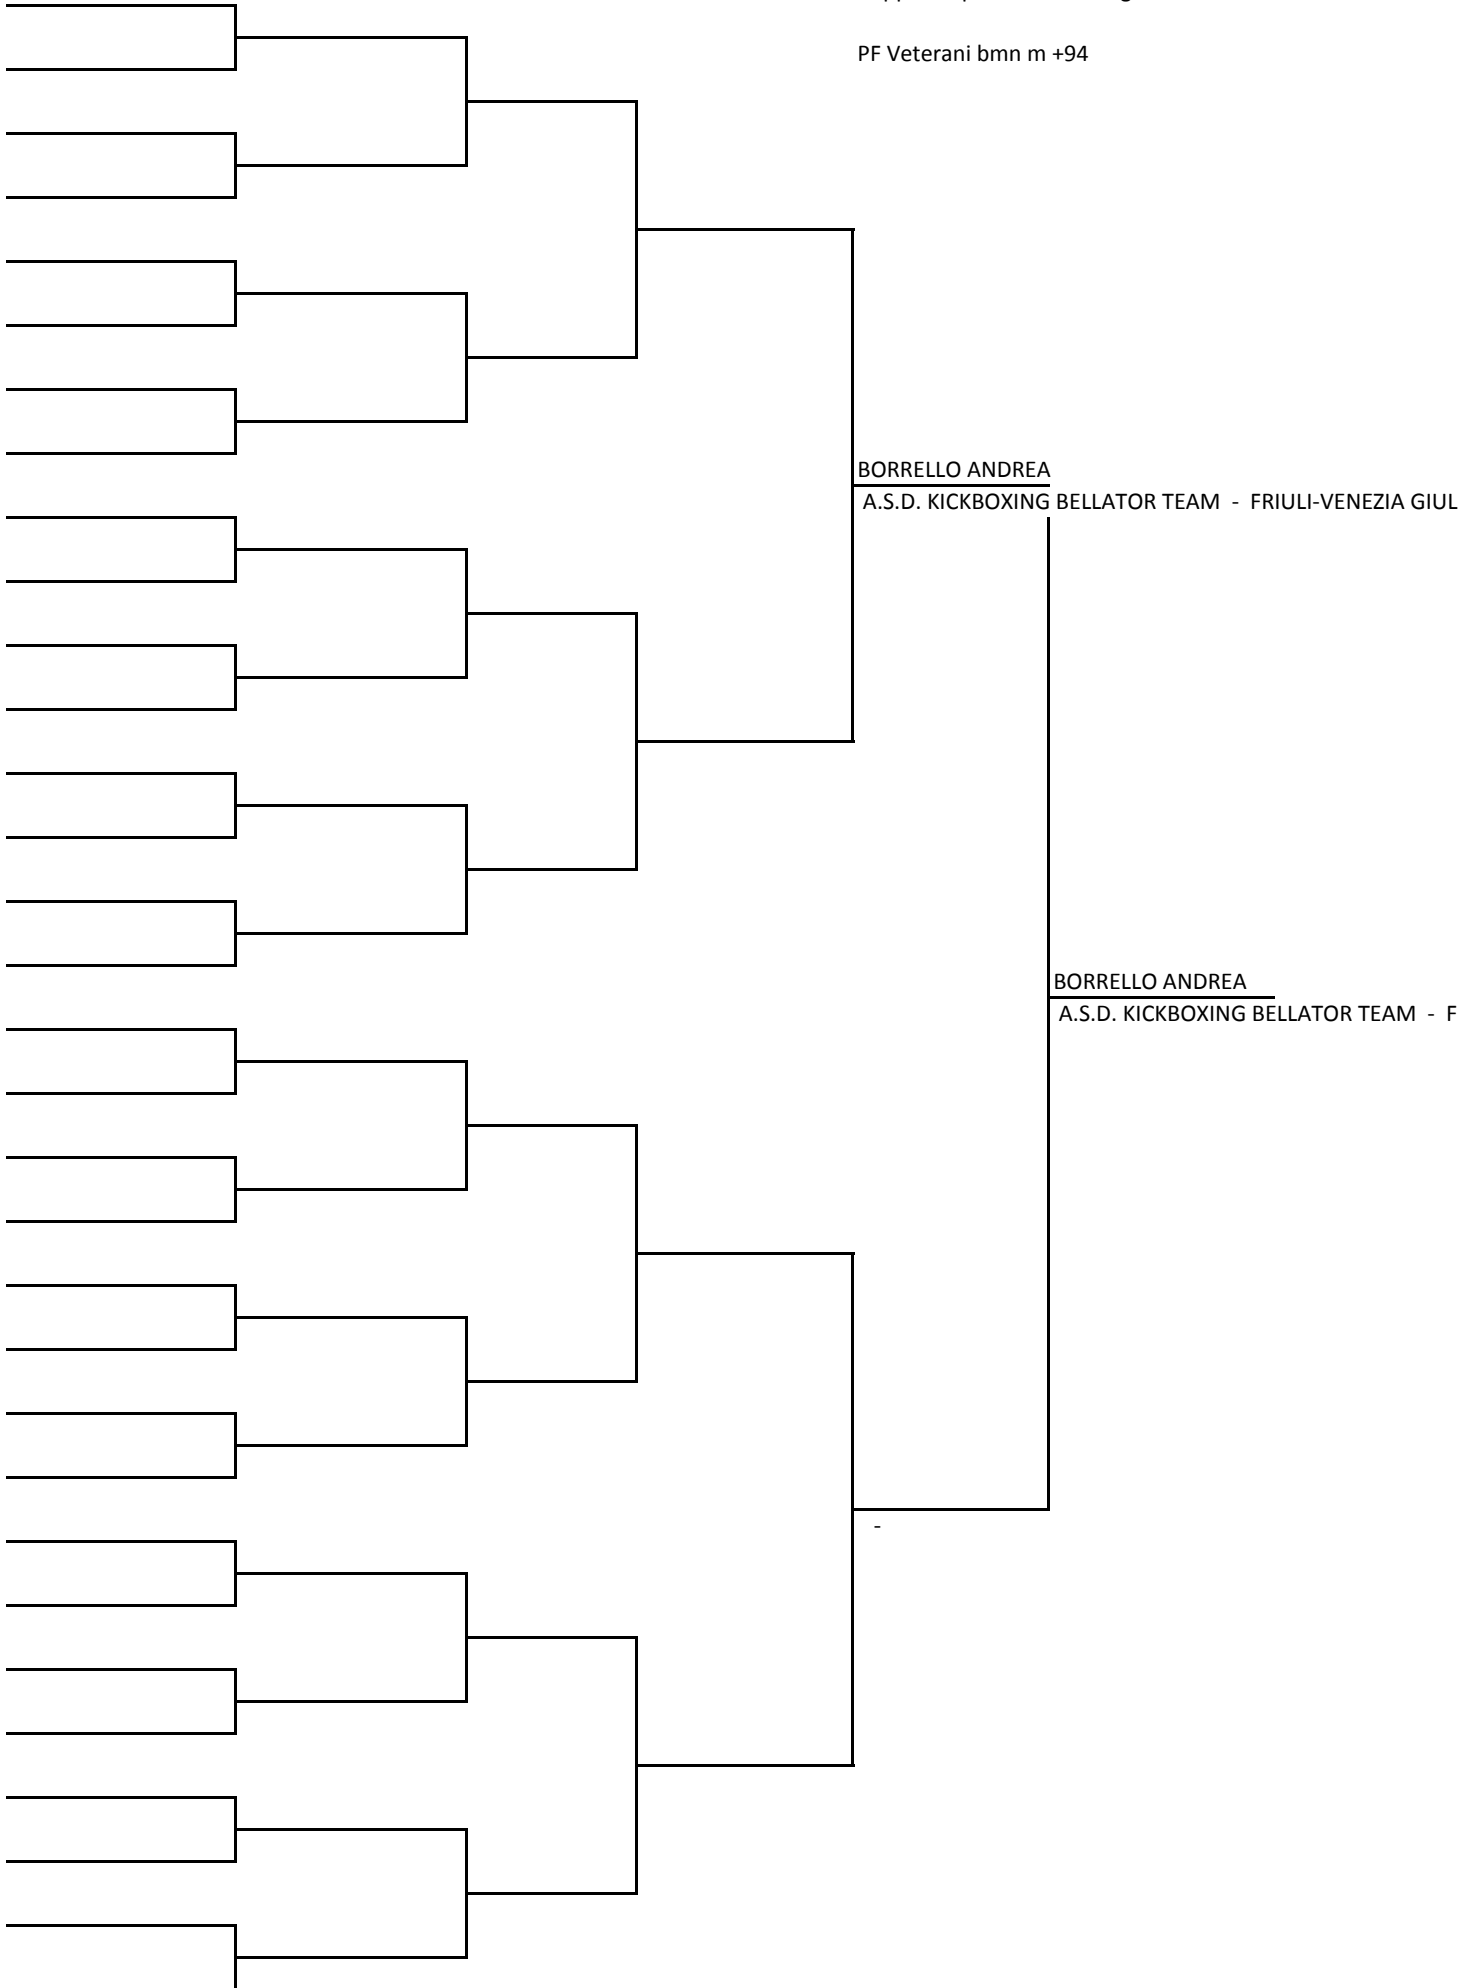 PF Veterani bmn m +94
BORRELLO ANDREA
A.S.D. KICKBOXING BELLATOR TEAM - FRIULI-VENEZIA GIUL
BORRELLO ANDREA
A.S.D. KICKBOXING BELLATOR TEAM - F
-